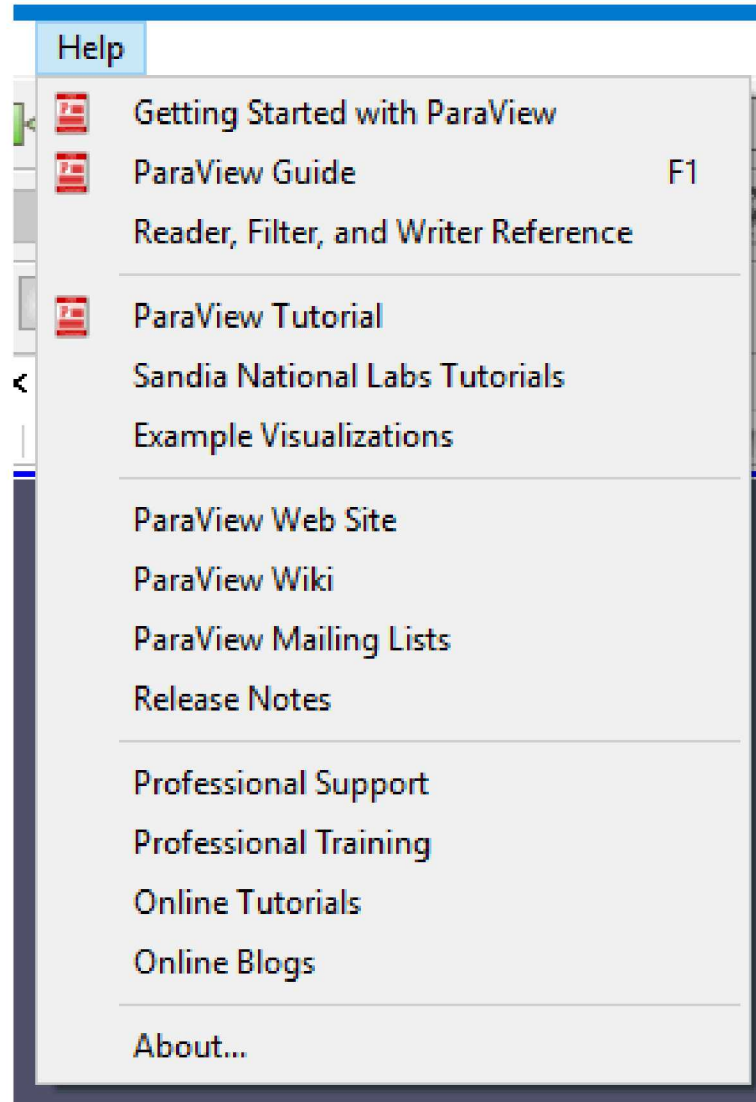 Help
Getting Started with ParaView
ParaView Guide F1
Reader, Filter, and Writer Reference
ParaView Tutorial
Sandia National Labs Tutorials
Example Visualizations
ParaView Web Site
ParaView Wiki
ParaView Mailing Lists
Release Notes
Professional Support
Professional Training
Online Tutorials
Online Blogs
About...